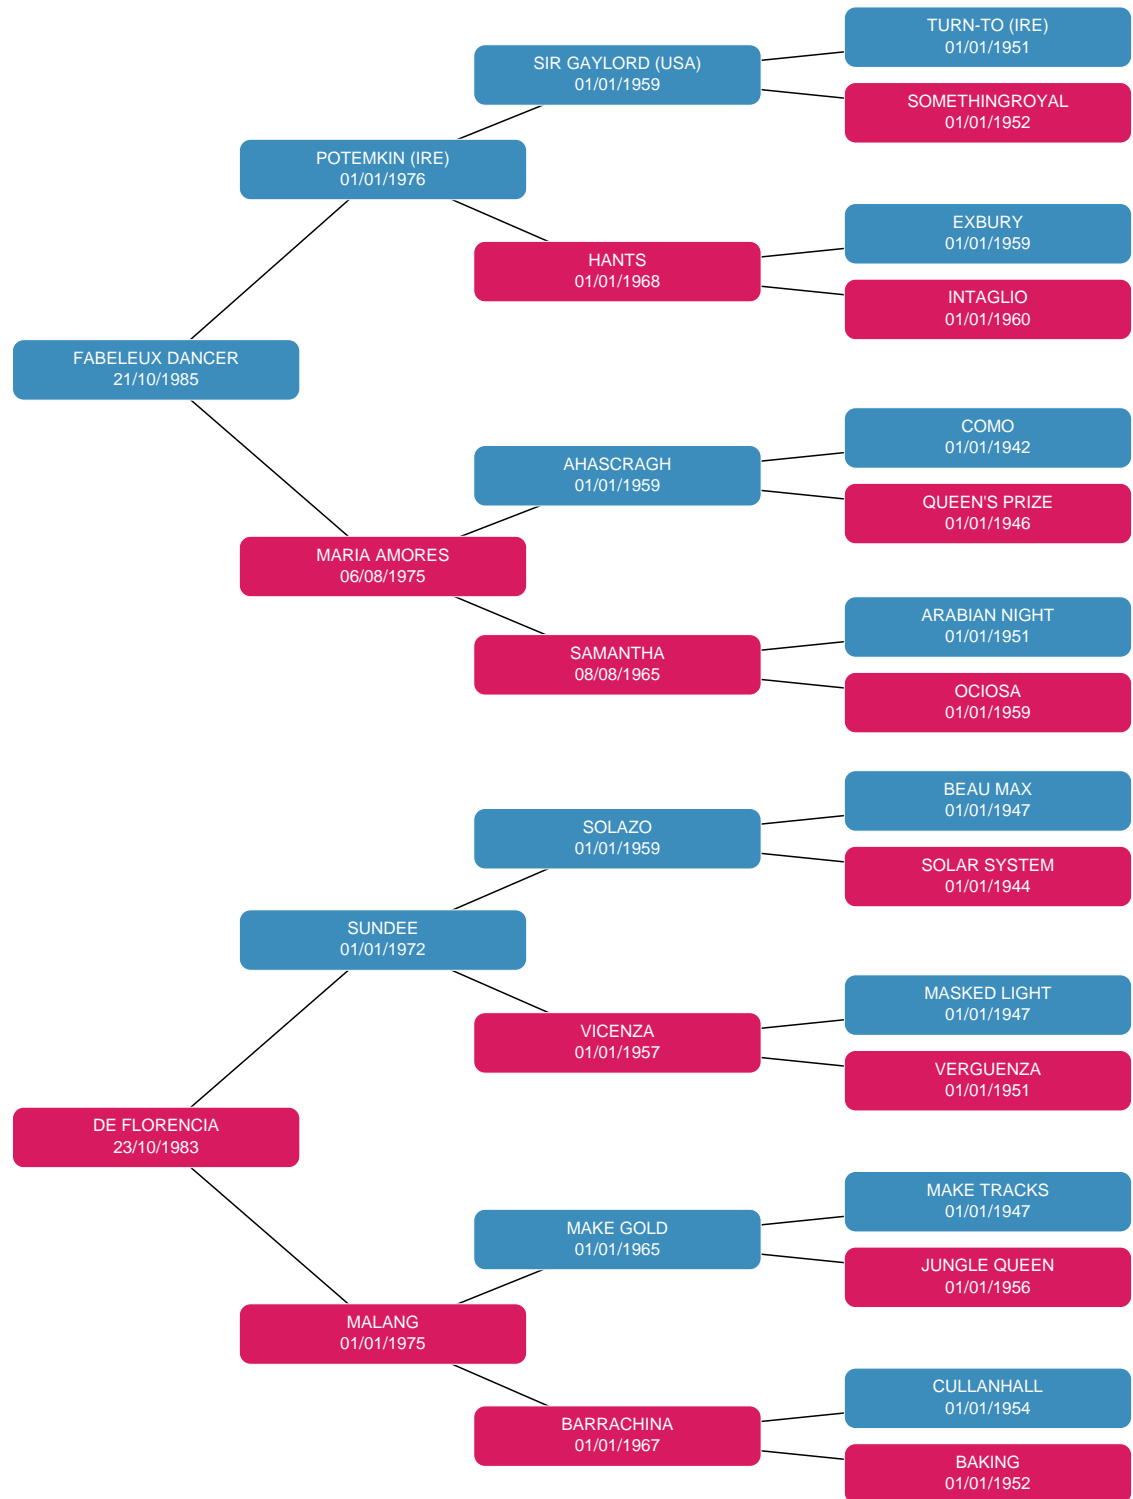 TURN-TO (IRE)
01/01/1951
SIR GAYLORD (USA)
01/01/1959
SOMETHINGROYAL
01/01/1952
POTEMKIN (IRE)
01/01/1976
EXBURY
01/01/1959
HANTS
01/01/1968
INTAGLIO
01/01/1960
FABELEUX DANCER
21/10/1985
COMO
01/01/1942
AHASCRAGH
01/01/1959
QUEEN'S PRIZE
01/01/1946
MARIA AMORES
06/08/1975
ARABIAN NIGHT
01/01/1951
SAMANTHA
08/08/1965
OCIOSA
01/01/1959
BEAU MAX
01/01/1947
SOLAZO
01/01/1959
SOLAR SYSTEM
01/01/1944
SUNDEE
01/01/1972
MASKED LIGHT
01/01/1947
VICENZA
01/01/1957
VERGUENZA
01/01/1951
DE FLORENCIA
23/10/1983
MAKE TRACKS
01/01/1947
MAKE GOLD
01/01/1965
JUNGLE QUEEN
01/01/1956
MALANG
01/01/1975
CULLANHALL
01/01/1954
BARRACHINA
01/01/1967
BAKING
01/01/1952